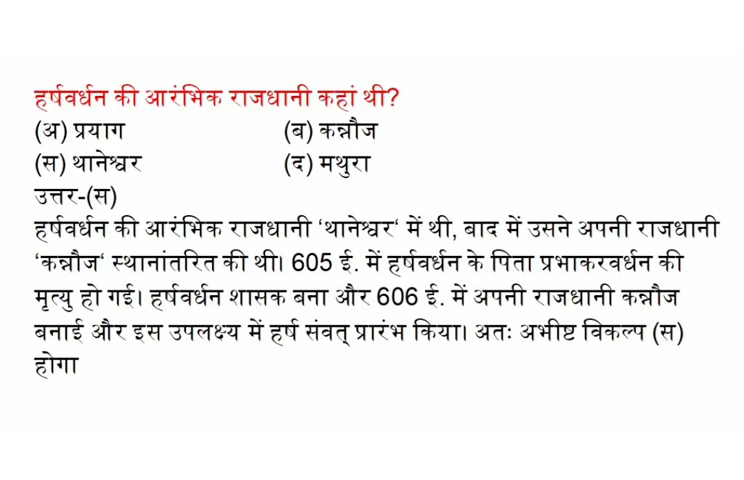 हर्षवर्धन की आरंभिक राजधानी कहां थी?
(अ) प्रयाग (ब) कन्नौज
(स) थानेश्वर (द) मथुरा
उत्तर-(स)
हर्षवर्धन की आरंभिक राजधानी ‘थानेश्वर‘ में थी, बाद में उसने अपनी राजधानी
‘कन्नौज‘ स्थानांतरित की थी। 605 ई. में हर्षवर्धन के पिता प्रभाकरवर्धन की
मृत्यु हो गई। हर्षवर्धन शासक बना और 606 ई. में अपनी राजधानी कन्नौज
बनाई और इस उपलक्ष्य में हर्ष संवत् प्रारंभ किया। अतः अभीष्ट विकल्प (स)
होगा